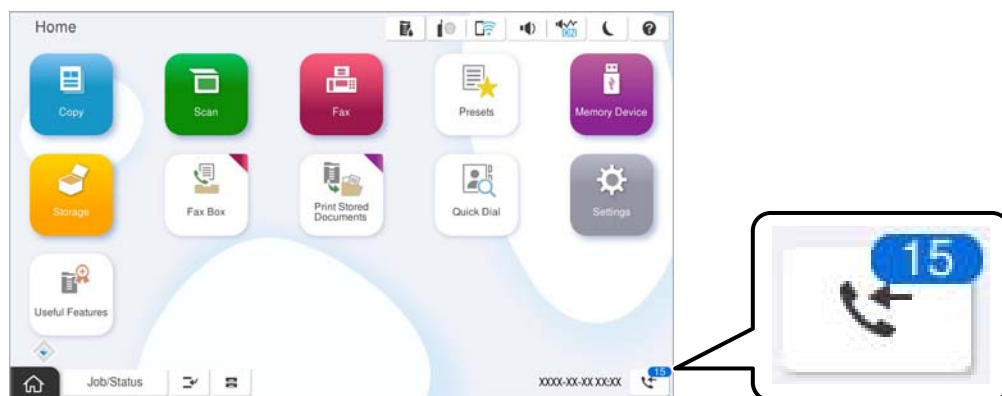 Home
Copy
Scan
Fax
Presets
Memory Device
Storage
Fax Box
Print Stored
Documents
Quick Dial
Settings
Useful Features
Job/Status
XXXX-XX-XX XX:XX
15
15